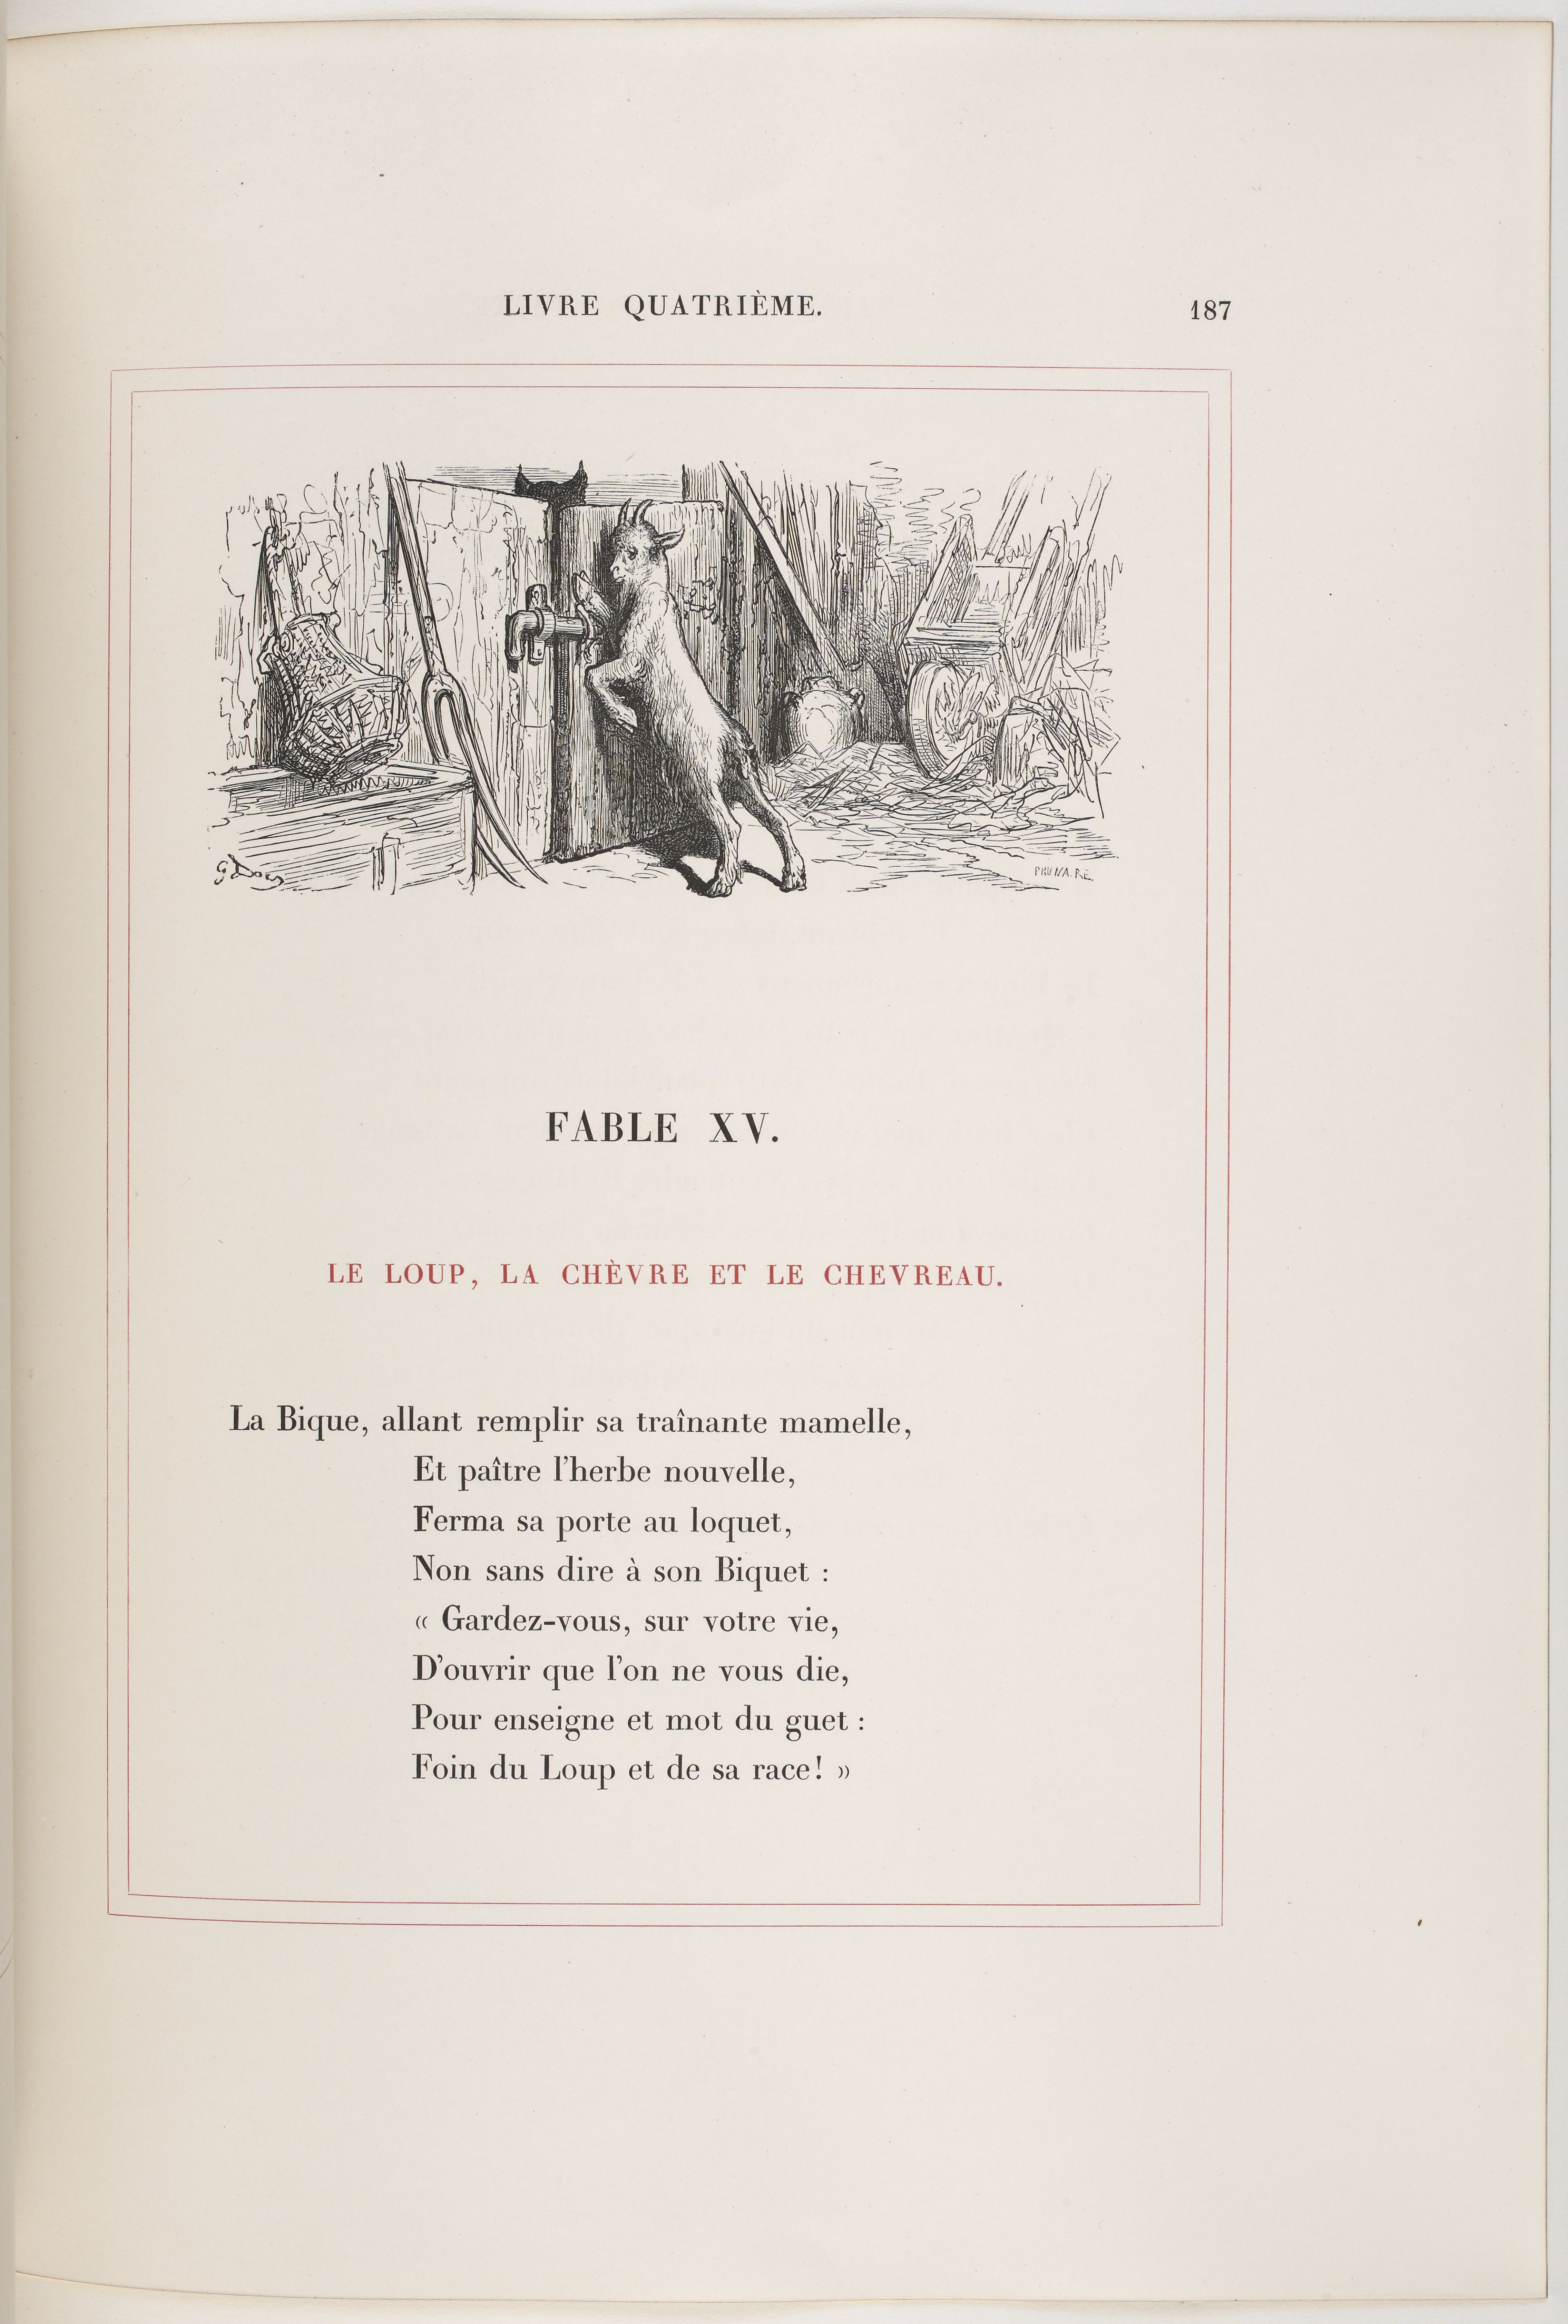 LIVRE QUATRIÈME.
187
G Doré
PRUNAIRE.
FABLE XV.
LE LOUP, LA CHÈVRE ET LE CHEVREAU.
La Bique, allant remplir sa traînante mamelle,
Et paître l'herbe nouvelle,
Ferma sa porte au loquet,
Non sans dire à son Biquet :
« Gardez-vous, sur votre vie,
D'ouvrir que l'on ne vous die,
Pour enseigne et mot du guet :
Foin du Loup et de sa race! »